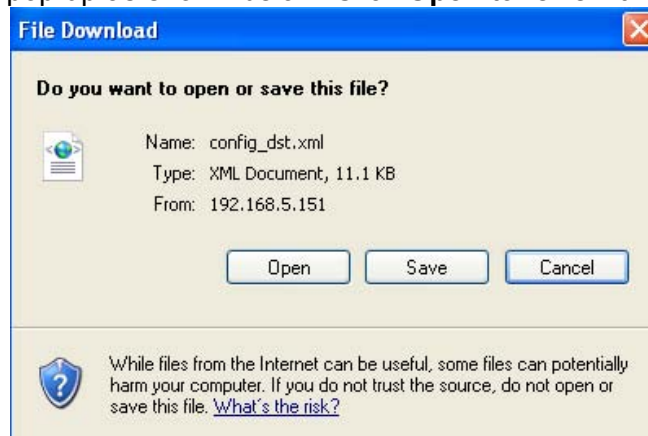 File Download
Do you want to open or save this file?
Name: config_dst.xml
Type: XML Document, 11.1 KB
From: 192.168.5.151
Open Save Cancel
While files from the Internet can be useful, some files can potentially
harm your computer. If you do not trust the source, do not open or
save this file. What's the risk?